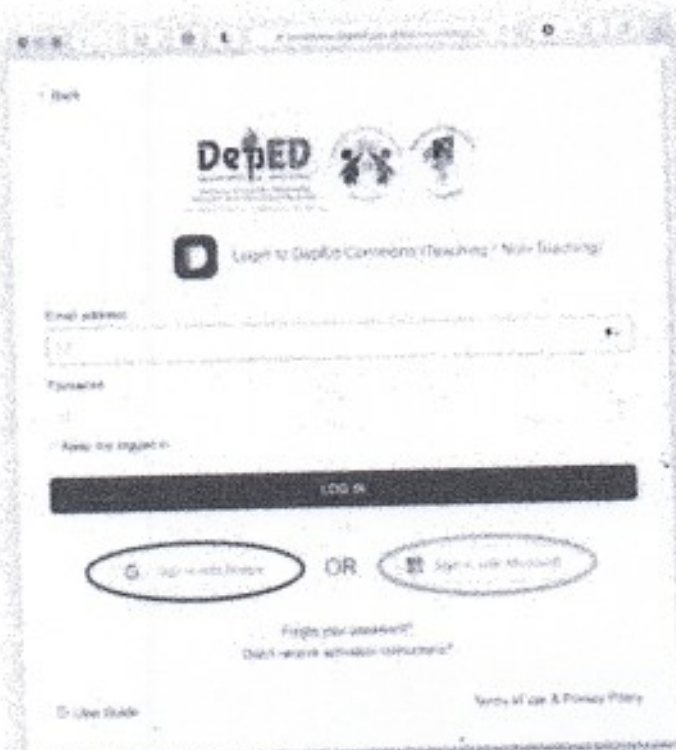 Back
DepED
Login to DepEd Commons (Teaching / Non-Teaching)
Email address
Password
Keep me logged in
LOG IN
G Sign in with Google
OR
Sign in with Microsoft
Forgot your password?
Didn't receive activation instructions?
User Guide
Terms of Use & Privacy Policy